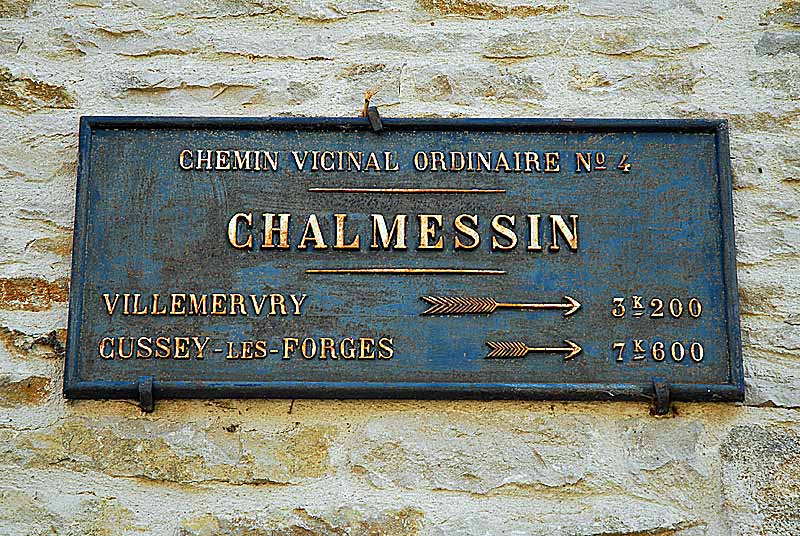 CHEMIN VICINAL ORDINAIRE Nº 4
CHALMESSIN
VILLEMERVRY 3K200
CUSSEY-LES-FORGES 7K600